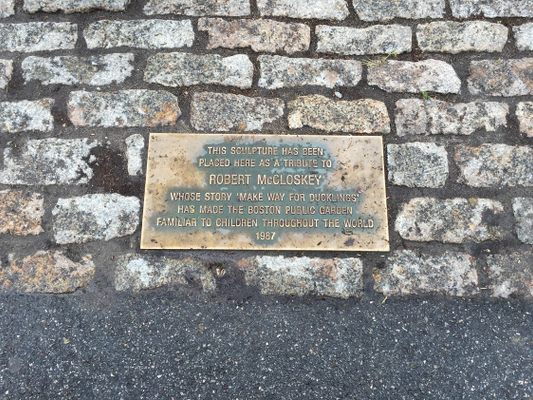 THIS SCULPTURE HAS BEEN
PLACED HERE AS A TRIBUTE TO
ROBERT McCLOSKEY
WHOSE STORY "MAKE WAY FOR DUCKLINGS"
HAS MADE THE BOSTON PUBLIC GARDEN
FAMILIAR TO CHILDREN THROUGHOUT THE WORLD
1987